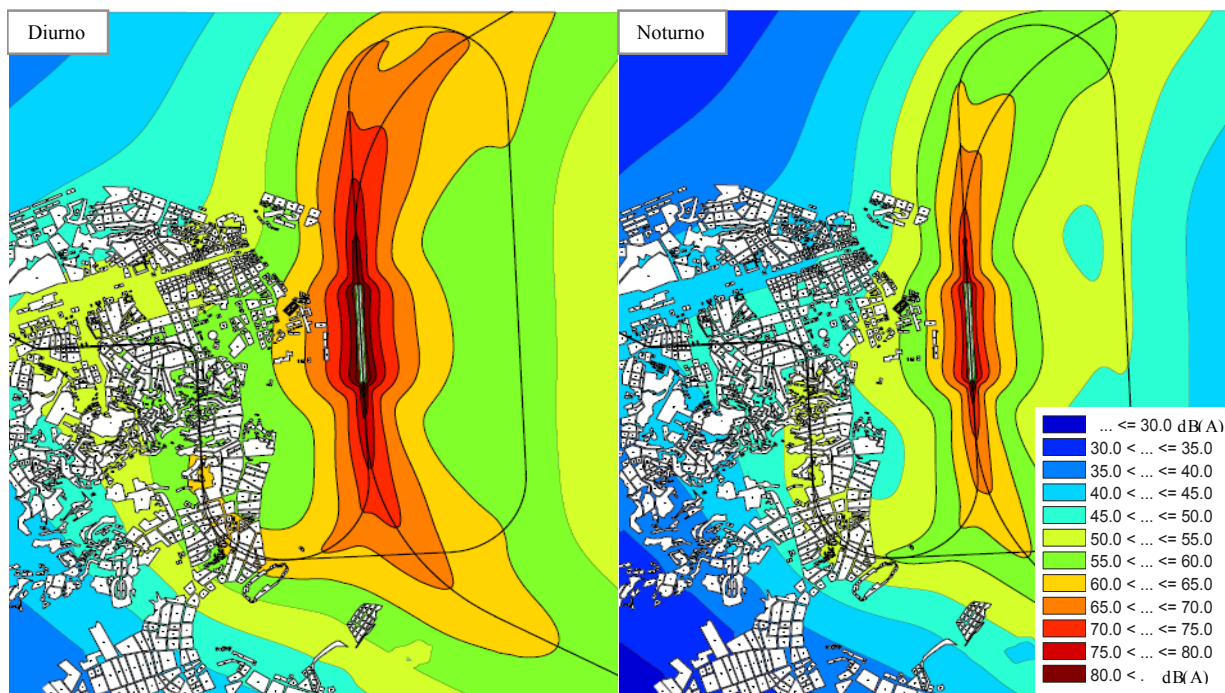 Diurno
Noturno
... <= 30.0 dB(A)
30.0 < ... <= 35.0
35.0 < ... <= 40.0
40.0 < ... <= 45.0
45.0 < ... <= 50.0
50.0 < ... <= 55.0
55.0 < ... <= 60.0
60.0 < ... <= 65.0
65.0 < ... <= 70.0
70.0 < ... <= 75.0
75.0 < ... <= 80.0
80.0 < . dB(A)